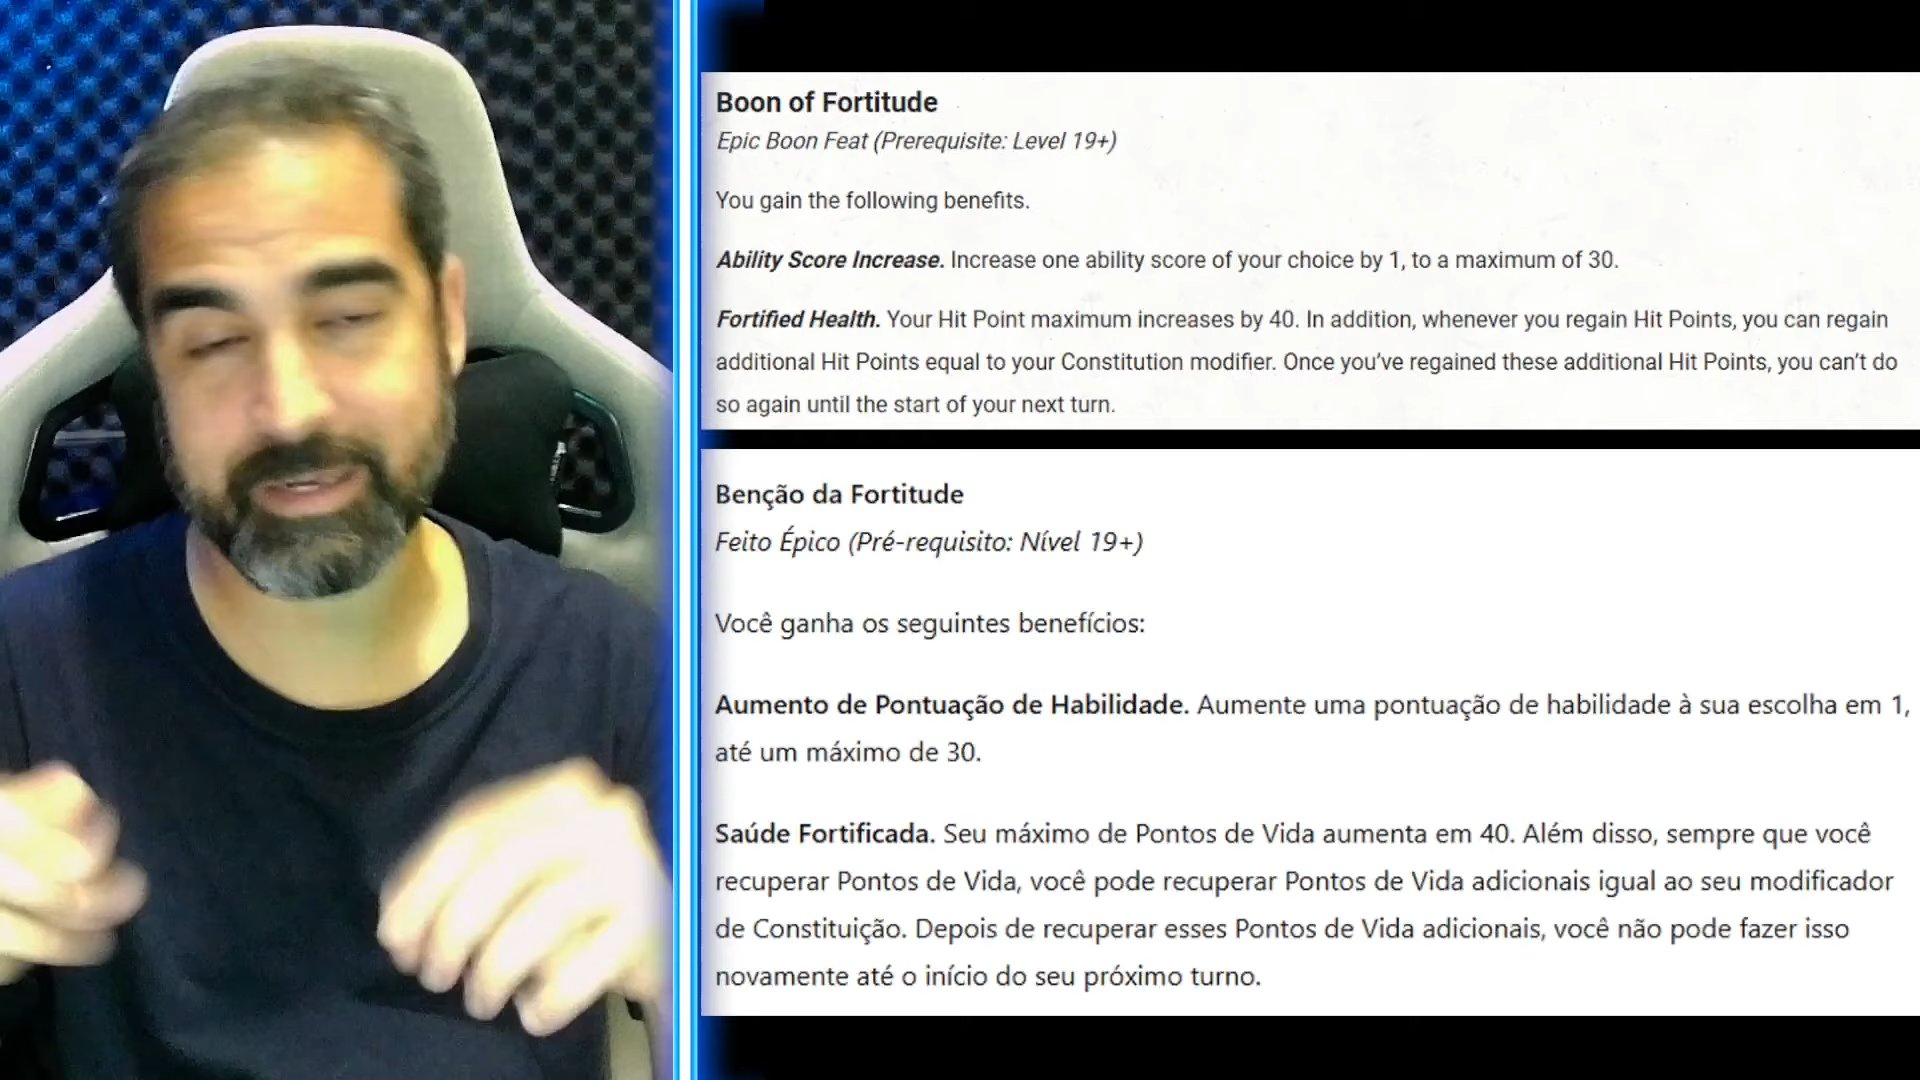 Boon of Fortitude
Epic Boon Feat (Prerequisite: Level 19+)
You gain the following benefits.
Ability Score Increase. Increase one ability score of your choice by 1, to a maximum of 30.
Fortified Health. Your Hit Point maximum increases by 40. In addition, whenever you regain Hit Points, you can regain
additional Hit Points equal to your Constitution modifier. Once you’ve regained these additional Hit Points, you can’t do
so again until the start of your next turn.
Benção da Fortitude
Feito Épico (Pré-requisito: Nível 19+)
Você ganha os seguintes benefícios:
Aumento de Pontuação de Habilidade. Aumente uma pontuação de habilidade à sua escolha em 1,
até um máximo de 30.
Saúde Fortificada. Seu máximo de Pontos de Vida aumenta em 40. Além disso, sempre que você
recuperar Pontos de Vida, você pode recuperar Pontos de Vida adicionais igual ao seu modificador
de Constituição. Depois de recuperar esses Pontos de Vida adicionais, você não pode fazer isso
novamente até o início do seu próximo turno.